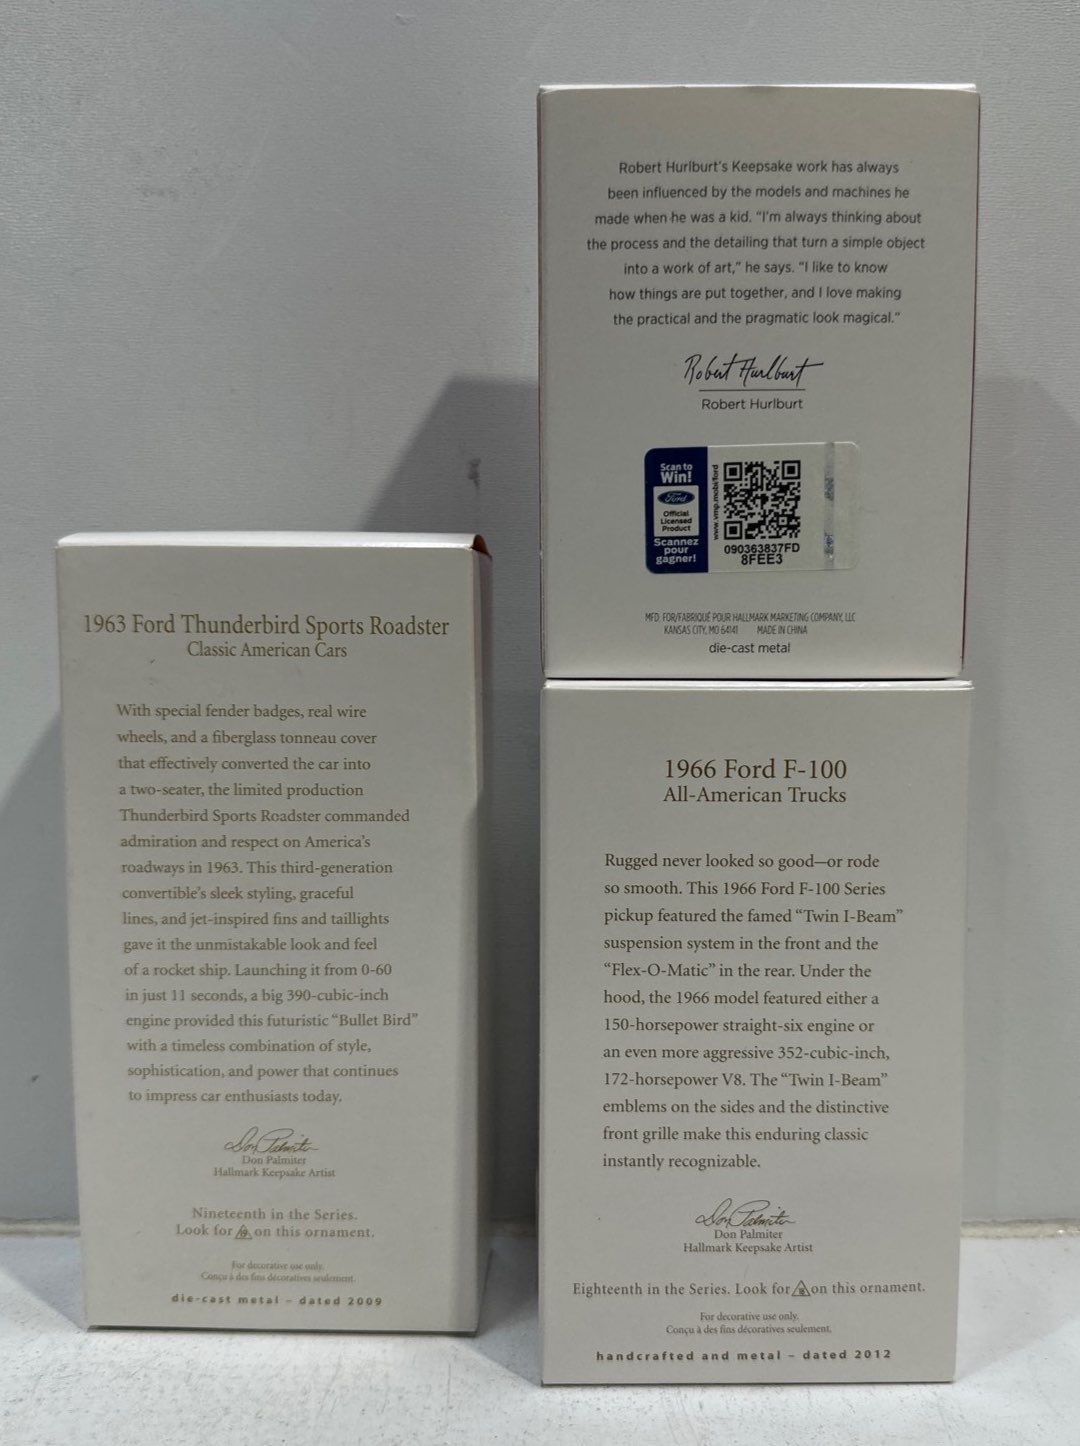 Robert Hurlburt's Keepsake work has always
been influenced by the models and machines he
made when he was a kid. "I'm always thinking about
the process and the detailing that turn a simple object
into a work of art," he says. "I like to know
how things are put together, and I love making
the practical and the pragmatic look magical."
Robert Hurlburt
Robert Hurlburt
Scan to
Win!
Ford
Official
Licensed
Product
Scannez
pour
gagner!
www.vmp.mobi/ford
090363837FD
8FEE3
MFD. FOR/FABRIQUÉ POUR HALLMARK MARKETING COMPANY, LLC
KANSAS CITY, MO 64141 MADE IN CHINA
die-cast metal
1963 Ford Thunderbird Sports Roadster
Classic American Cars
With special fender badges, real wire
wheels, and a fiberglass tonneau cover
that effectively converted the car into
a two-seater, the limited production
Thunderbird Sports Roadster commanded
admiration and respect on America's
roadways in 1963. This third-generation
convertible's sleek styling, graceful
lines, and jet-inspired fins and taillights
gave it the unmistakable look and feel
of a rocket ship. Launching it from 0-60
in just 11 seconds, a big 390-cubic-inch
engine provided this futuristic "Bullet Bird"
with a timeless combination of style,
sophistication, and power that continues
to impress car enthusiasts today.
Don Palmiter
Don Palmiter
Hallmark Keepsake Artist
Nineteenth in the Series.
Look for 19 on this ornament.
For decorative use only.
Conçu à des fins décoratives seulement.
die-cast metal – dated 2009
1966 Ford F-100
All-American Trucks
Rugged never looked so good—or rode
so smooth. This 1966 Ford F-100 Series
pickup featured the famed "Twin I-Beam"
suspension system in the front and the
"Flex-O-Matic" in the rear. Under the
hood, the 1966 model featured either a
150-horsepower straight-six engine or
an even more aggressive 352-cubic-inch,
172-horsepower V8. The "Twin I-Beam"
emblems on the sides and the distinctive
front grille make this enduring classic
instantly recognizable.
Don Palmiter
Don Palmiter
Hallmark Keepsake Artist
Eighteenth in the Series. Look for 18 on this ornament.
For decorative use only.
Conçu à des fins décoratives seulement.
handcrafted and metal – dated 2012